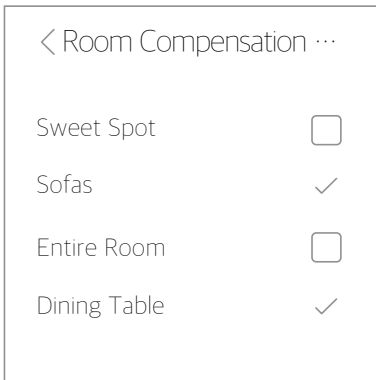 Room Compensation ...
Sweet Spot
Sofas
Entire Room
Dining Table